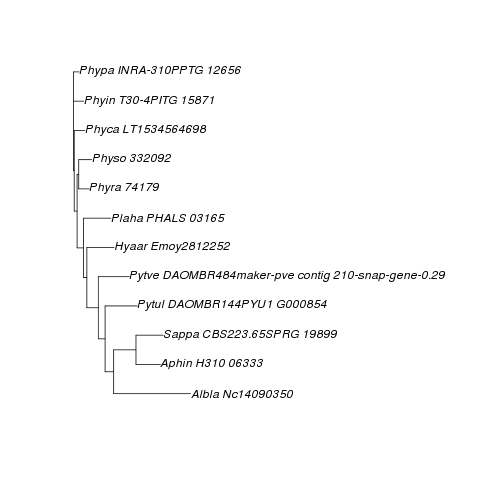 Phypa INRA-310PPTG 12656
Phyin T30-4PITG 15871
Phyca LT1534564698
Physo 332092
Phyra 74179
Plaha PHALS 03165
Hyaar Emoy2812252
Pytve DAOMBR484maker-pve contig 210-snap-gene-0.29
Pytul DAOMBR144PYU1 G000854
Sappa CBS223.65SPRG 19899
Aphin H310 06333
Albla Nc14090350